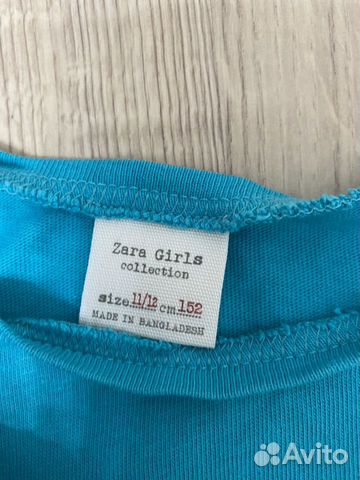 Zara Girls
collection
size 11/12 cm 152
MADE IN BANGLADESH
Avito